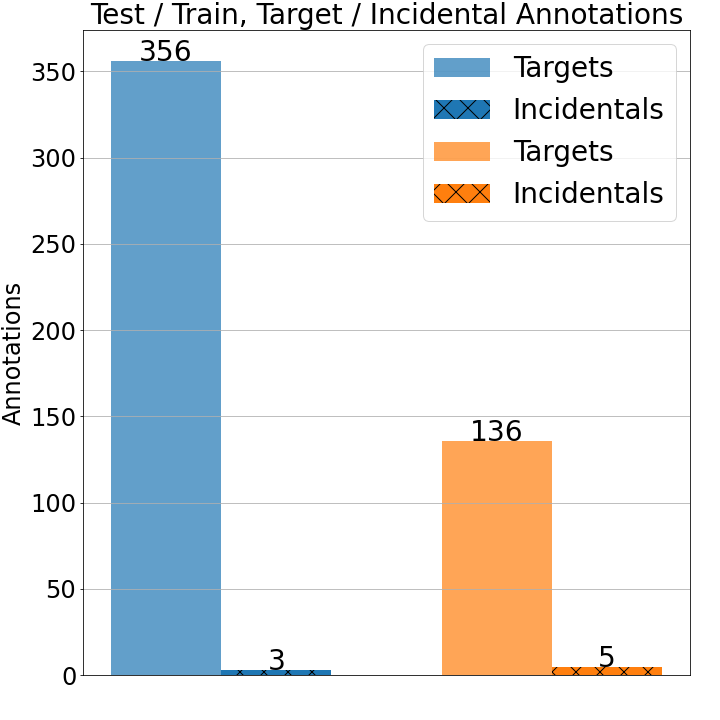 Test / Train, Target / Incidental Annotations
356
Targets
Incidentals
Targets
Incidentals
350
300
250
200
150
100
50
0
Annotations
136
3
5